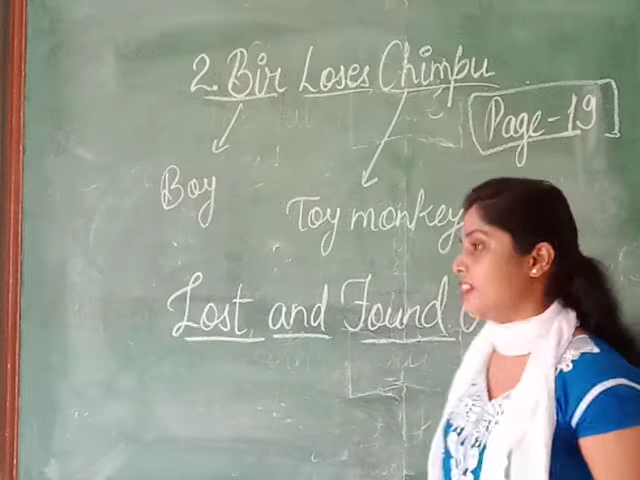 2. Bir Loses Chimpu
Page-19
Boy
Toy monkey
Lost and Found